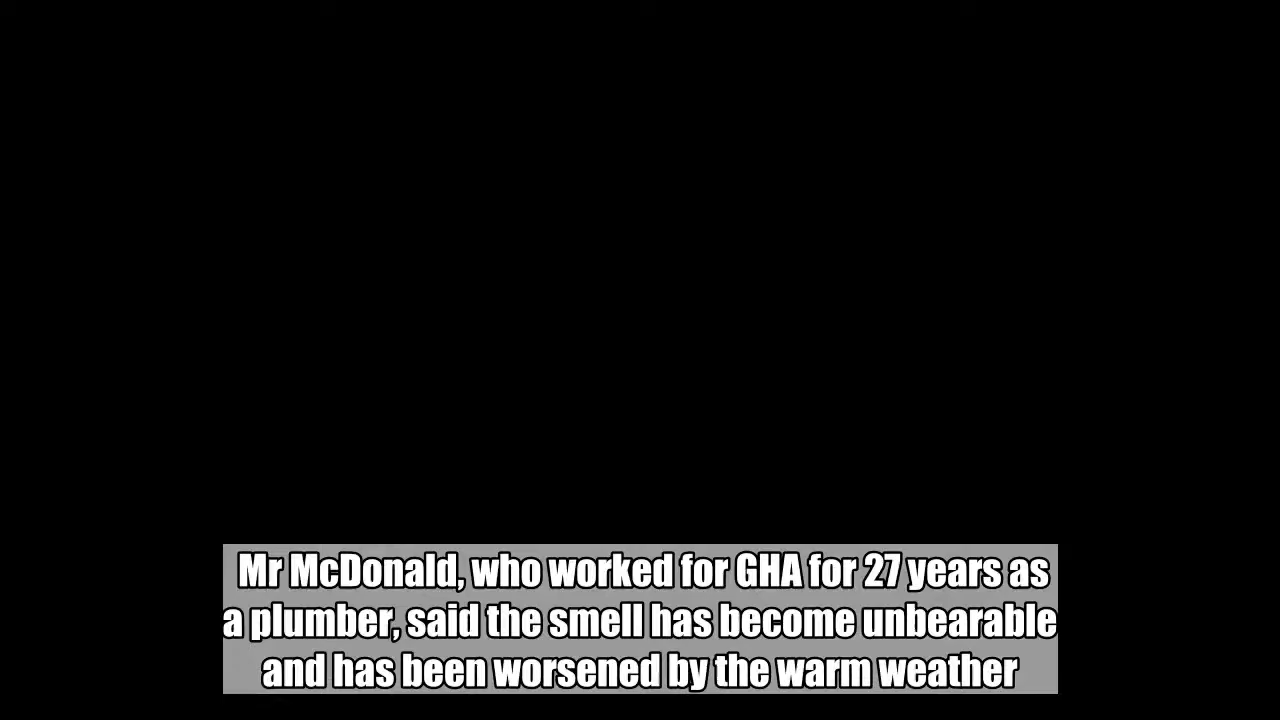 Mr McDonald, who worked for GHA for 27 years as
a plumber, said the smell has become unbearable
and has been worsened by the warm weather